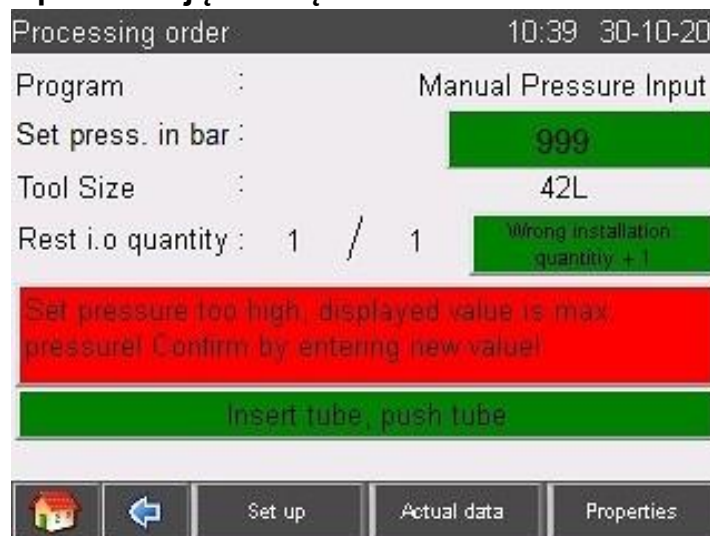 Processing order 10:39 30-10-20
Program : Manual Pressure Input
Set press. in bar : 999
Tool Size : 42L
Rest i.o quantity : 1 / 1 Wrong installation:
quantitiy + 1
Set pressure too high, displayed value is max.
pressure! Confirm by entering new value!
Insert tube, push tube
Set up Actual data Properties